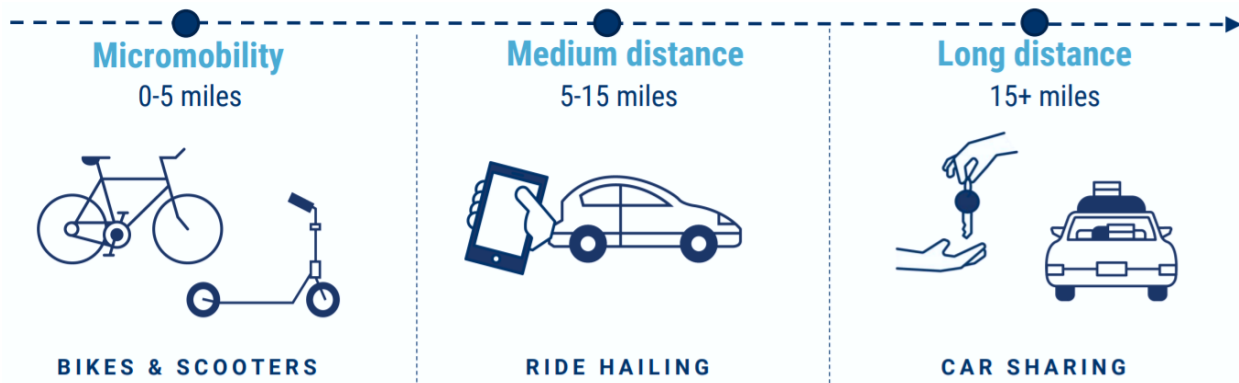 Micromobility
0-5 miles
BIKES & SCOOTERS
Medium distance
5-15 miles
RIDE HAILING
Long distance
15+ miles
CAR SHARING